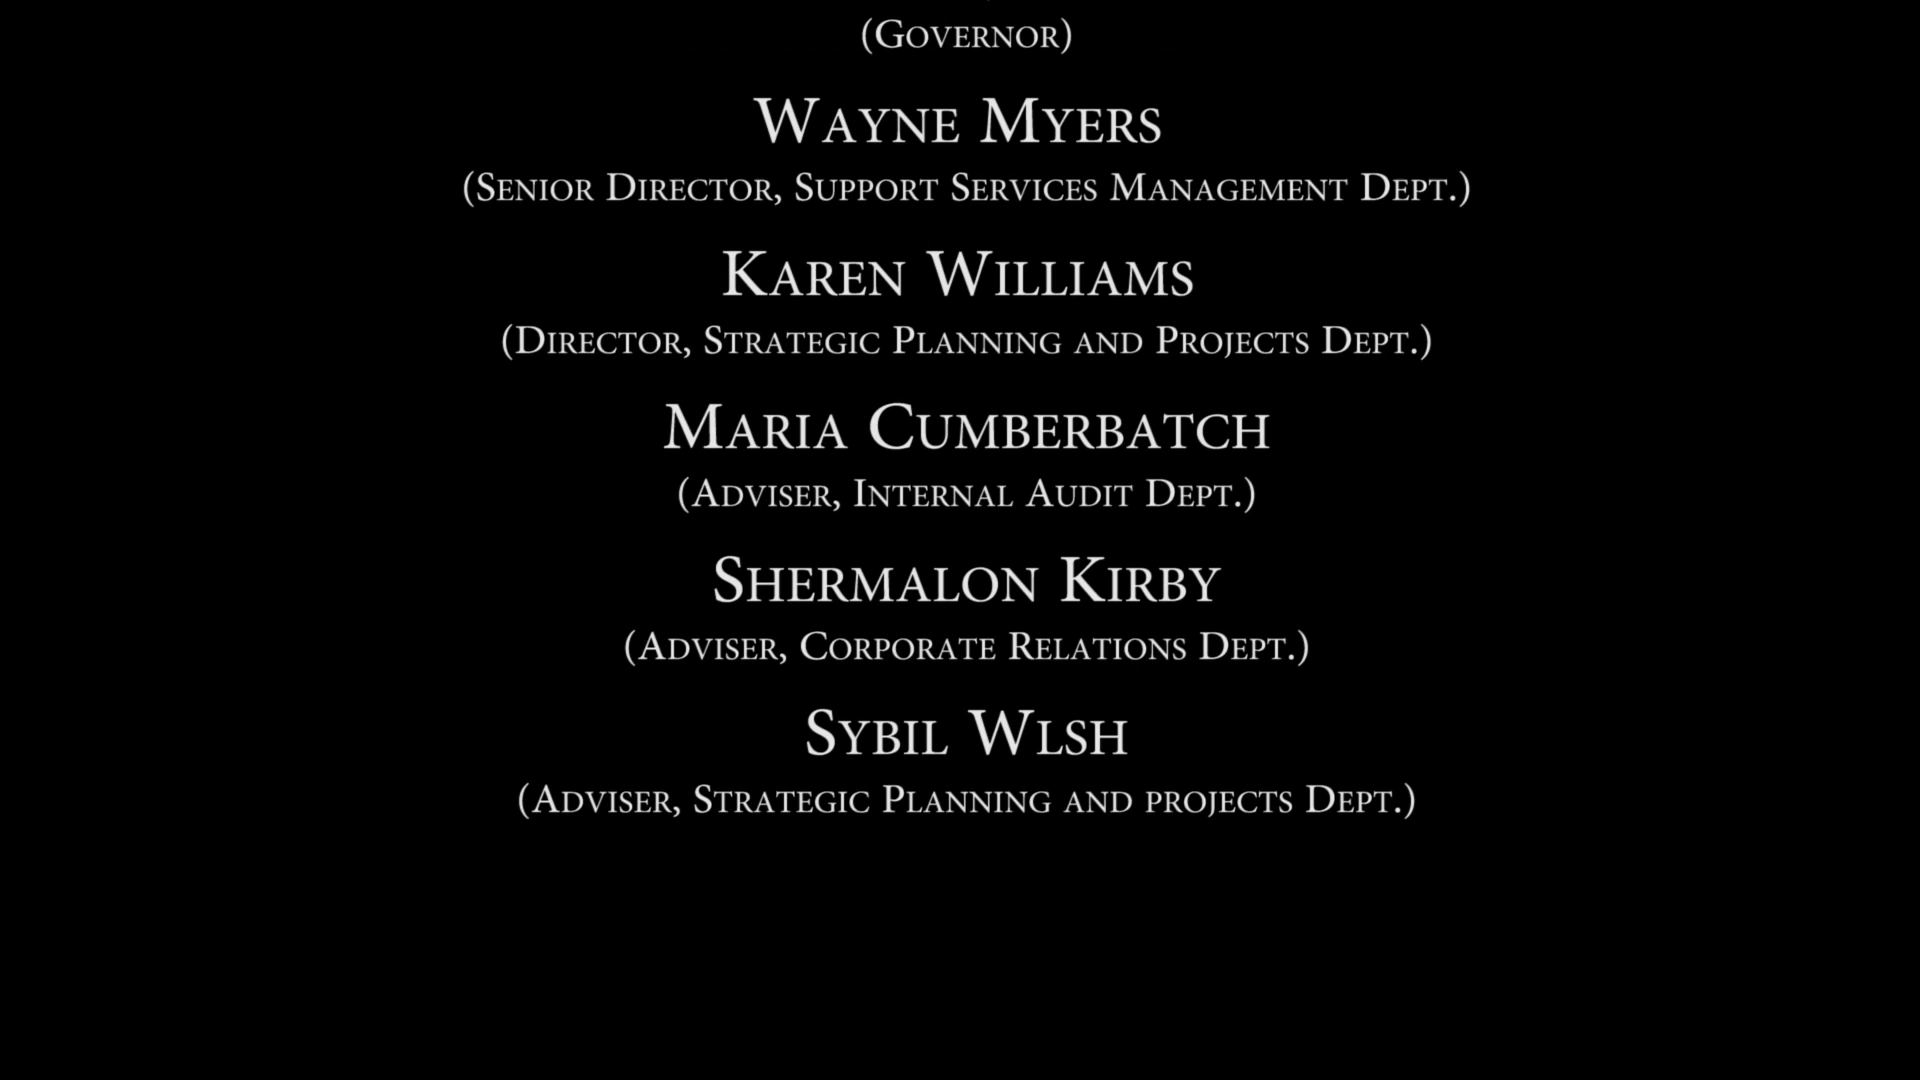 (Governor)
Wayne Myers
(Senior Director, Support Services Management Dept.)
Karen Williams
(Director, Strategic Planning and Projects Dept.)
Maria Cumberbatch
(Adviser, Internal Audit Dept.)
Shermalon Kirby
(Adviser, Corporate Relations Dept.)
Sybil Wlsh
(Adviser, Strategic Planning and projects Dept.)